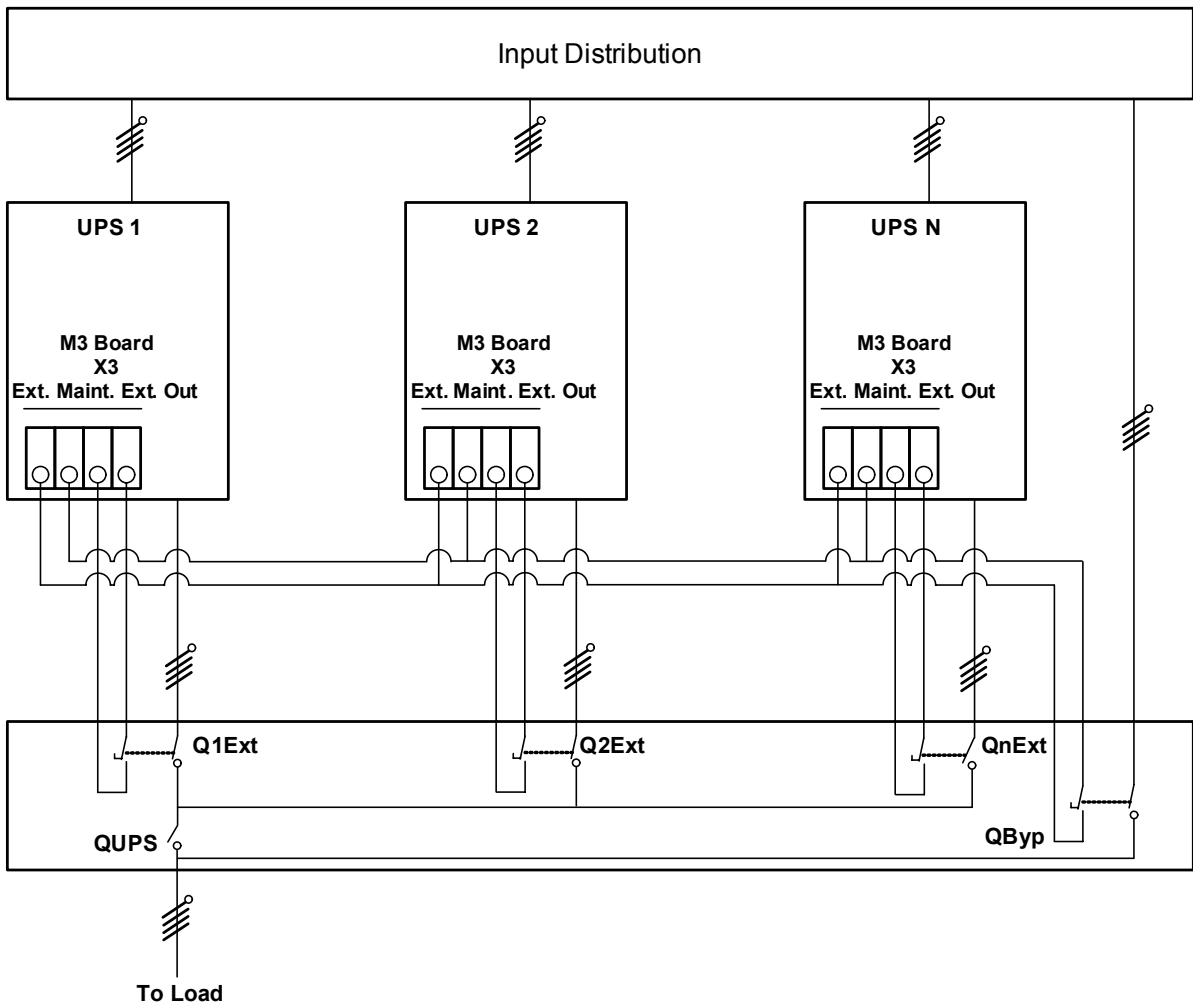 Input Distribution
UPS 1
UPS 2
UPS N
M3 Board
X3
Ext. Maint. Ext. Out
M3 Board
X3
Ext. Maint. Ext. Out
M3 Board
X3
Ext. Maint. Ext. Out
Q1Ext
Q2Ext
QnExt
QUPS
QByp
To Load